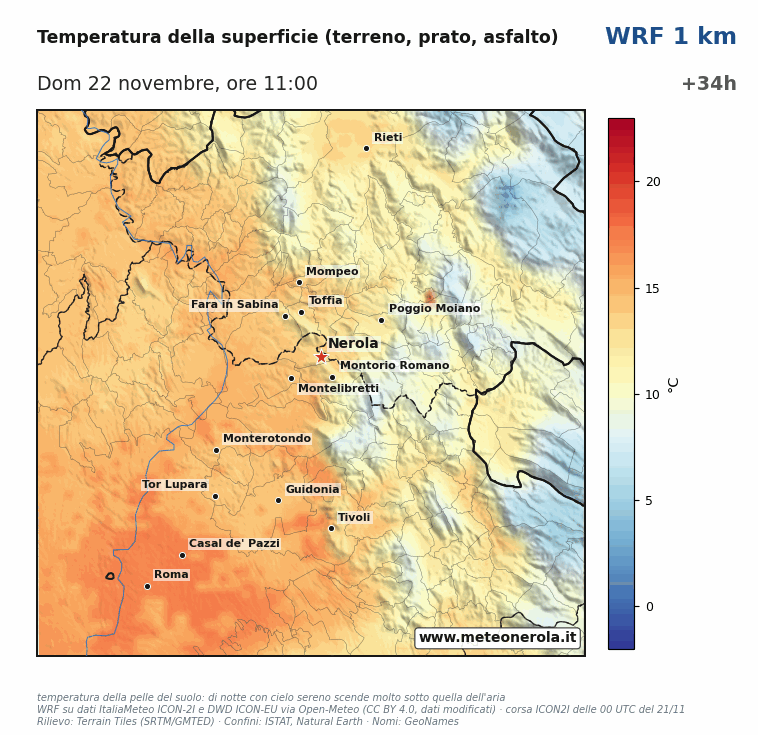 Temperatura della superficie (terreno, prato, asfalto)
WRF 1 km
Dom 22 novembre, ore 11:00
+34h
Rieti
Mompeo
Fara in Sabina
Toffia
Poggio Moiano
Nerola
Montorio Romano
Montelibretti
Monterotondo
Tor Lupara
Guidonia
Tivoli
Casal de' Pazzi
Roma
www.meteonerola.it
20
15
10
5
0
°C
temperatura della pelle del suolo: di notte con cielo sereno scende molto sotto quella dell'aria
WRF su dati ItaliaMeteo ICON-2I e DWD ICON-EU via Open-Meteo (CC BY 4.0, dati modificati) · corsa ICON2I delle 00 UTC del 21/11
Rilievo: Terrain Tiles (SRTM/GMTED) · Confini: ISTAT, Natural Earth · Nomi: GeoNames